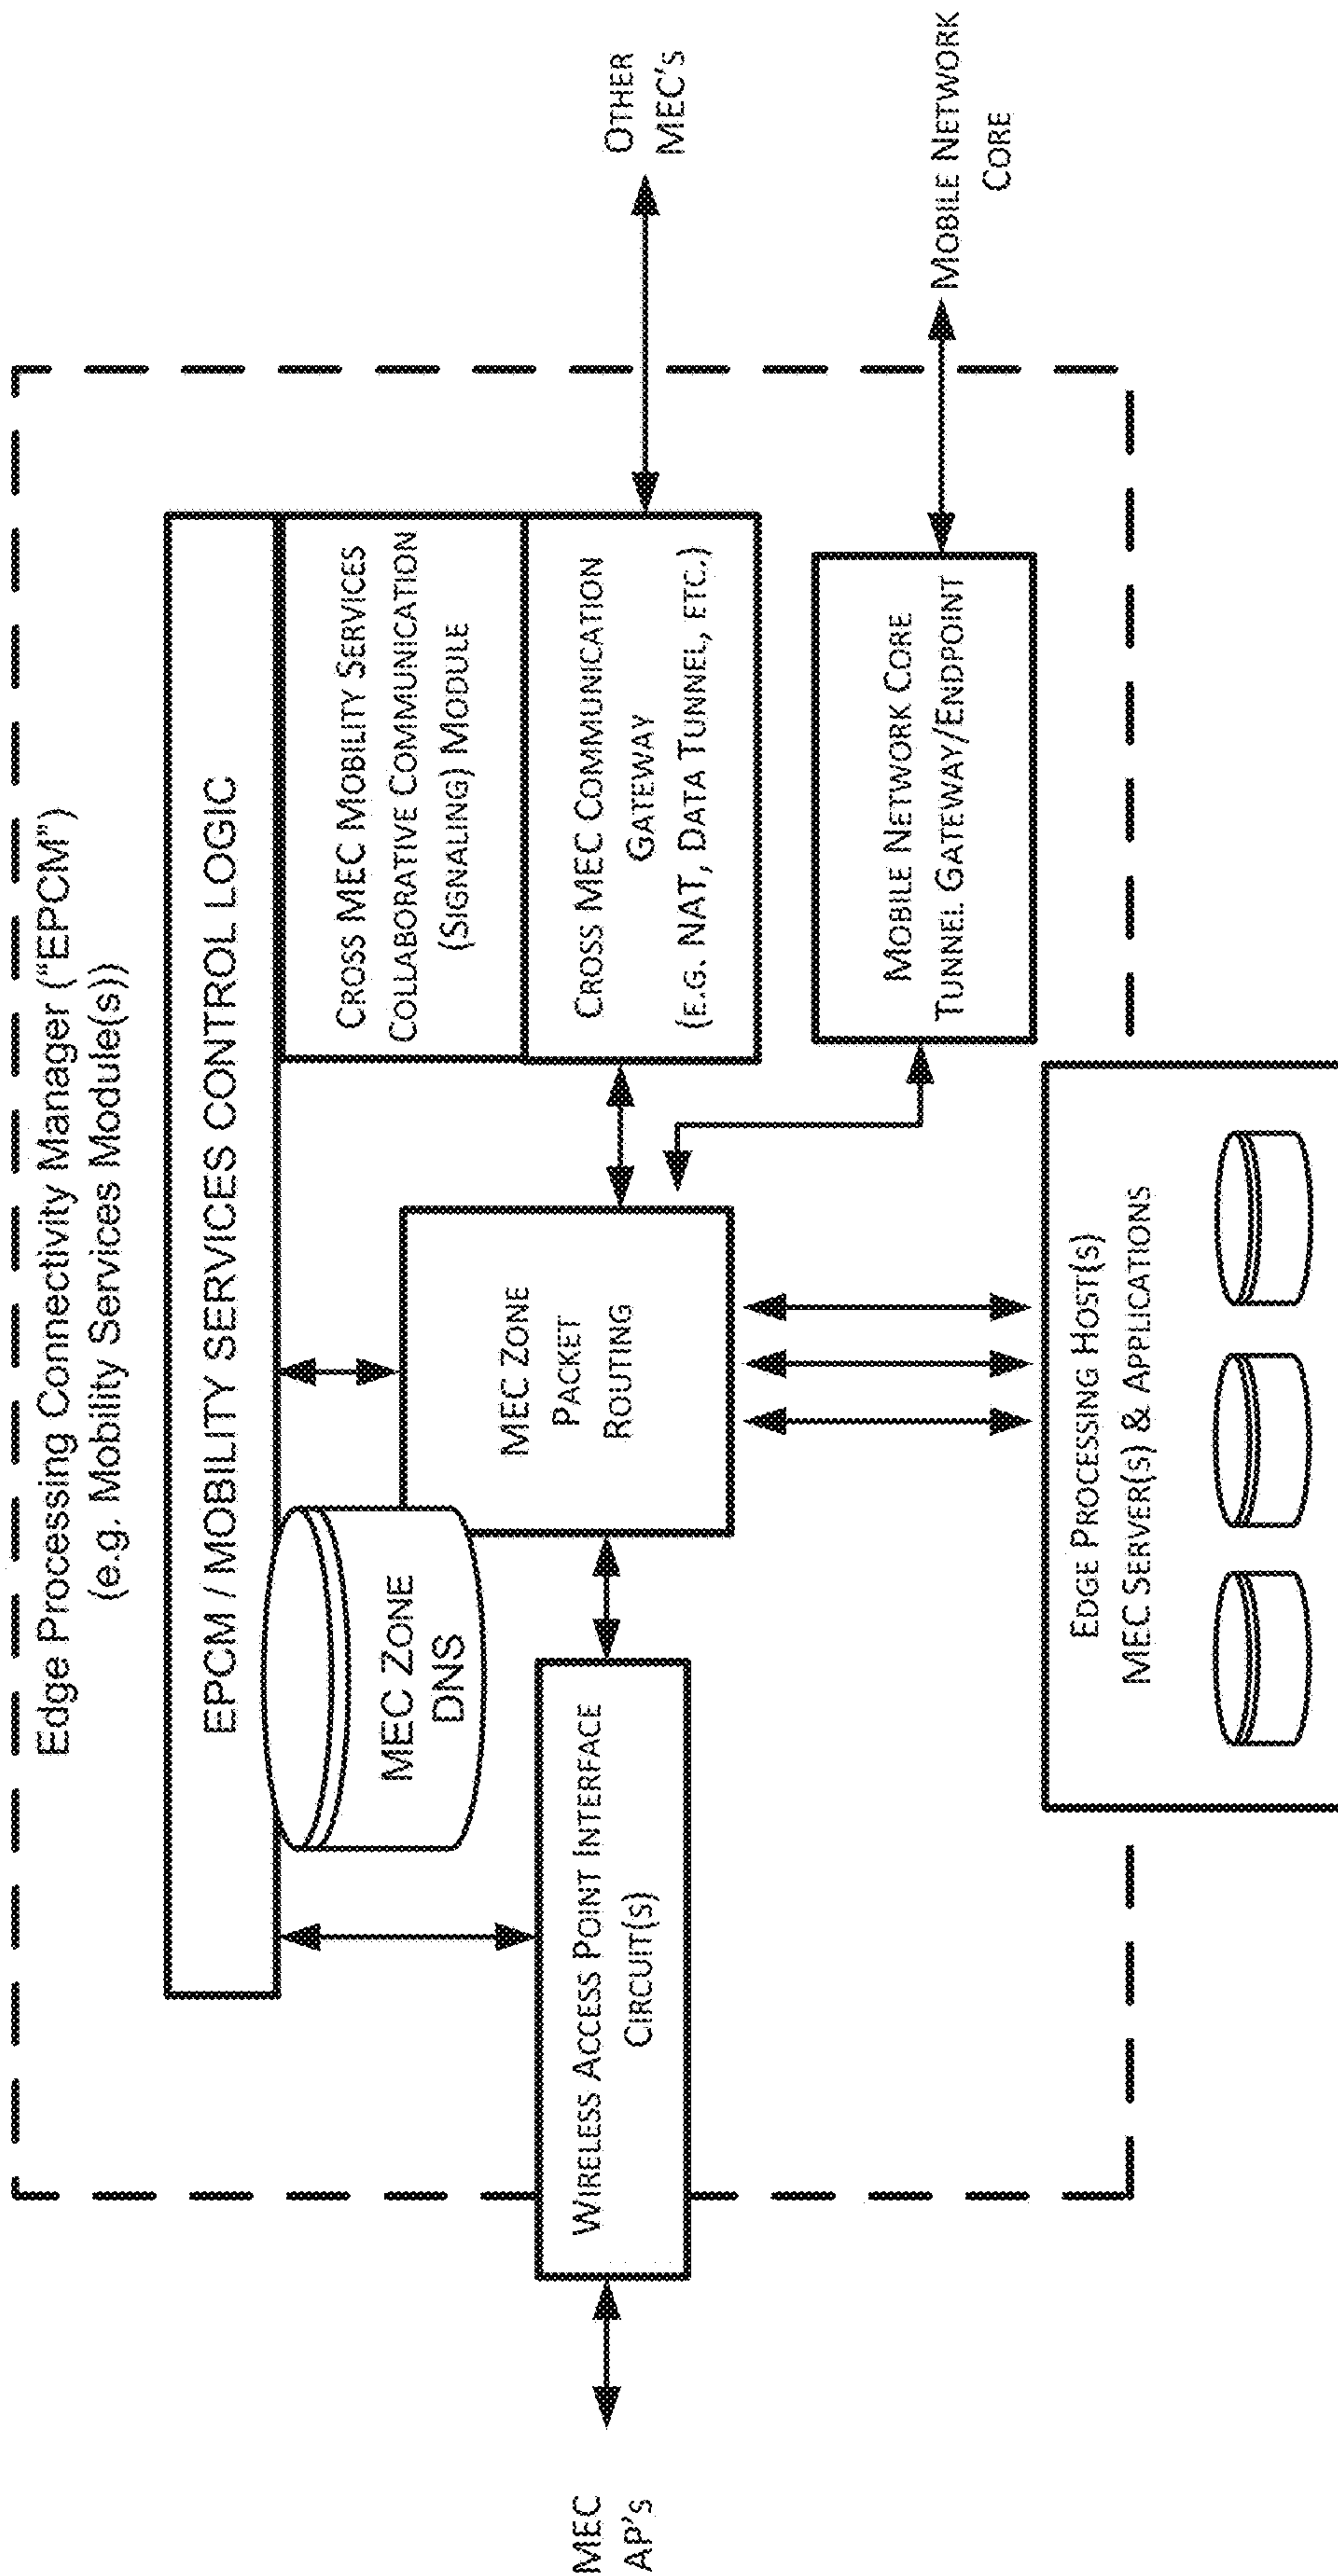 Edge Processing Connectivity Manager ("EPCM")
(e.g. Mobility Services Module(s))
EPCM / MOBILITY SERVICES CONTROL LOGIC
MEC ZONE
DNS
CROSS MEC MOBILITY SERVICES
COLLABORATIVE COMMUNICATION
(SIGNALING) MODULE
MEC ZONE
PACKET
ROUTING
CROSS MEC COMMUNICATION
GATEWAY
(E.G. NAT, DATA TUNNEL, ETC.)
OTHER
MEC'S
MEC
AP'S
WIRELESS ACCESS POINT INTERFACE
CIRCUIT(S)
MOBILE NETWORK CORE
TUNNEL GATEWAY/ENDPOINT
MOBILE NETWORK
CORE
EDGE PROCESSING HOST(S)
MEC SERVER(S) & APPLICATIONS